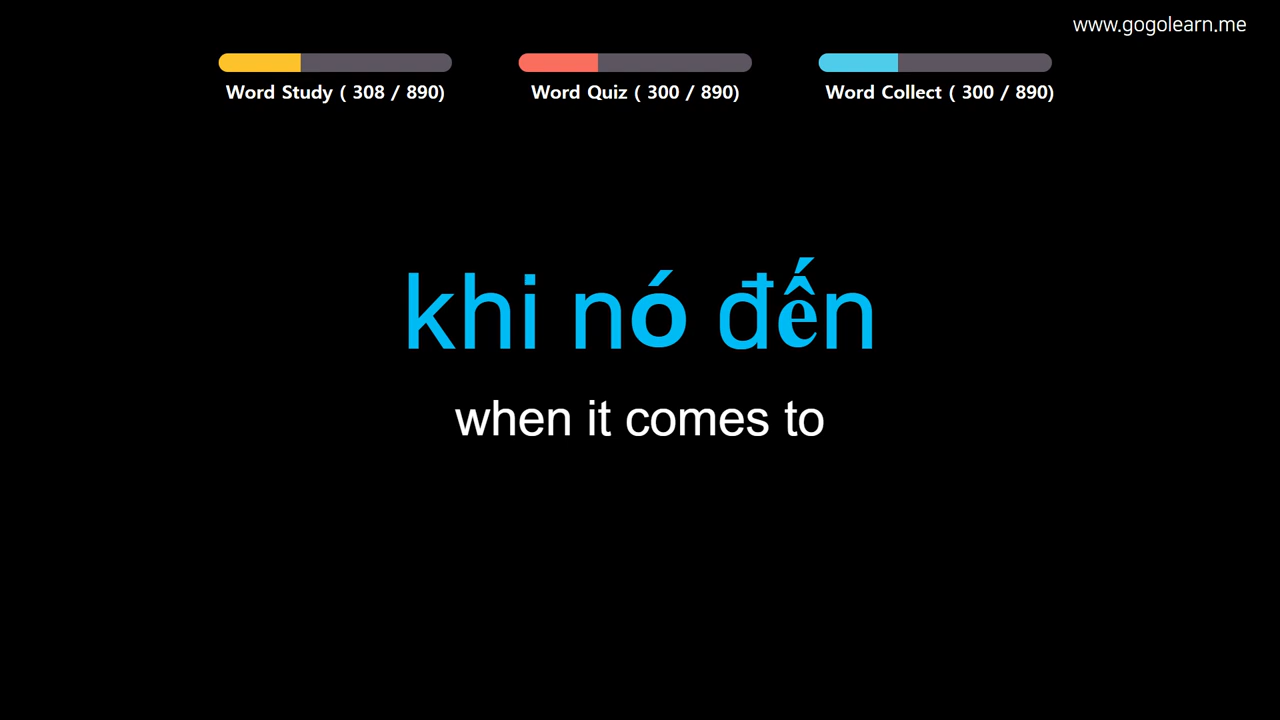 www.gogolearn.me
Word Study ( 308 / 890)
Word Quiz ( 300 / 890)
Word Collect ( 300 / 890)
khi nó đến
when it comes to